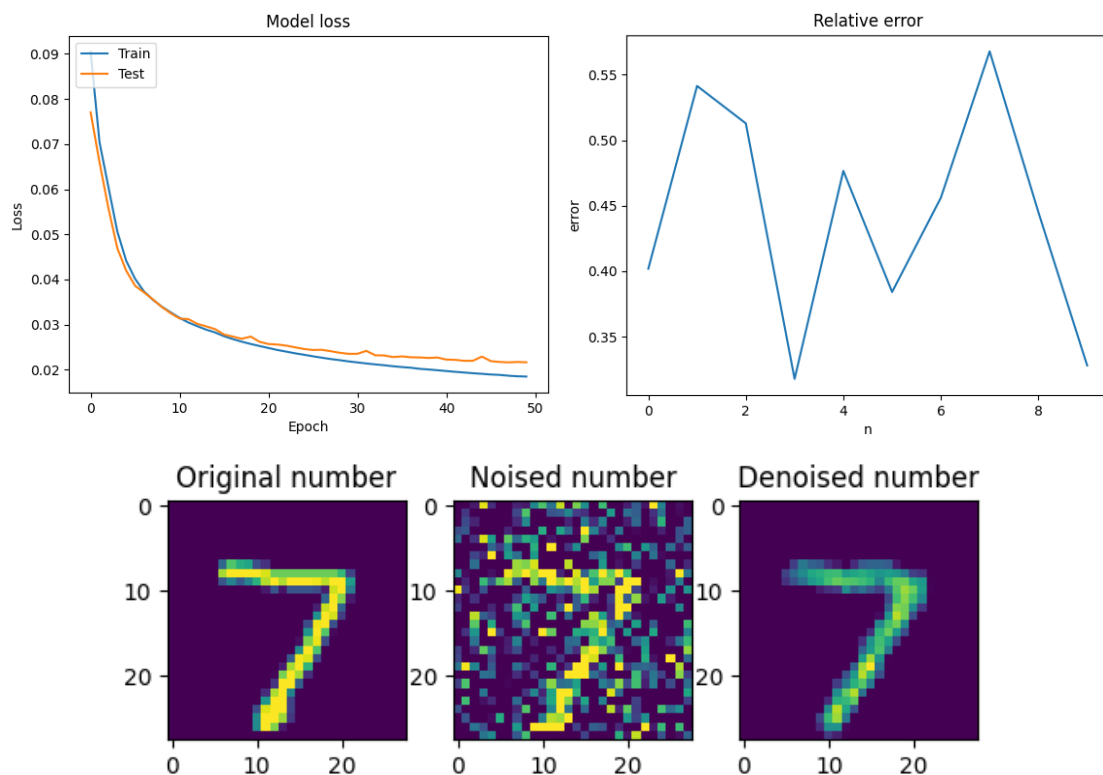 Model loss
Train
Test
0.09
0.08
0.07
0.06
0.05
0.04
0.03
0.02
Loss
0 10 20 30 40 50
Epoch
Relative error
0.55
0.50
0.45
0.40
0.35
error
0 2 4 6 8
n
Original number
0
10
20
0 10 20
Noised number
0
10
20
0 10 20
Denoised number
0
10
20
0 10 20